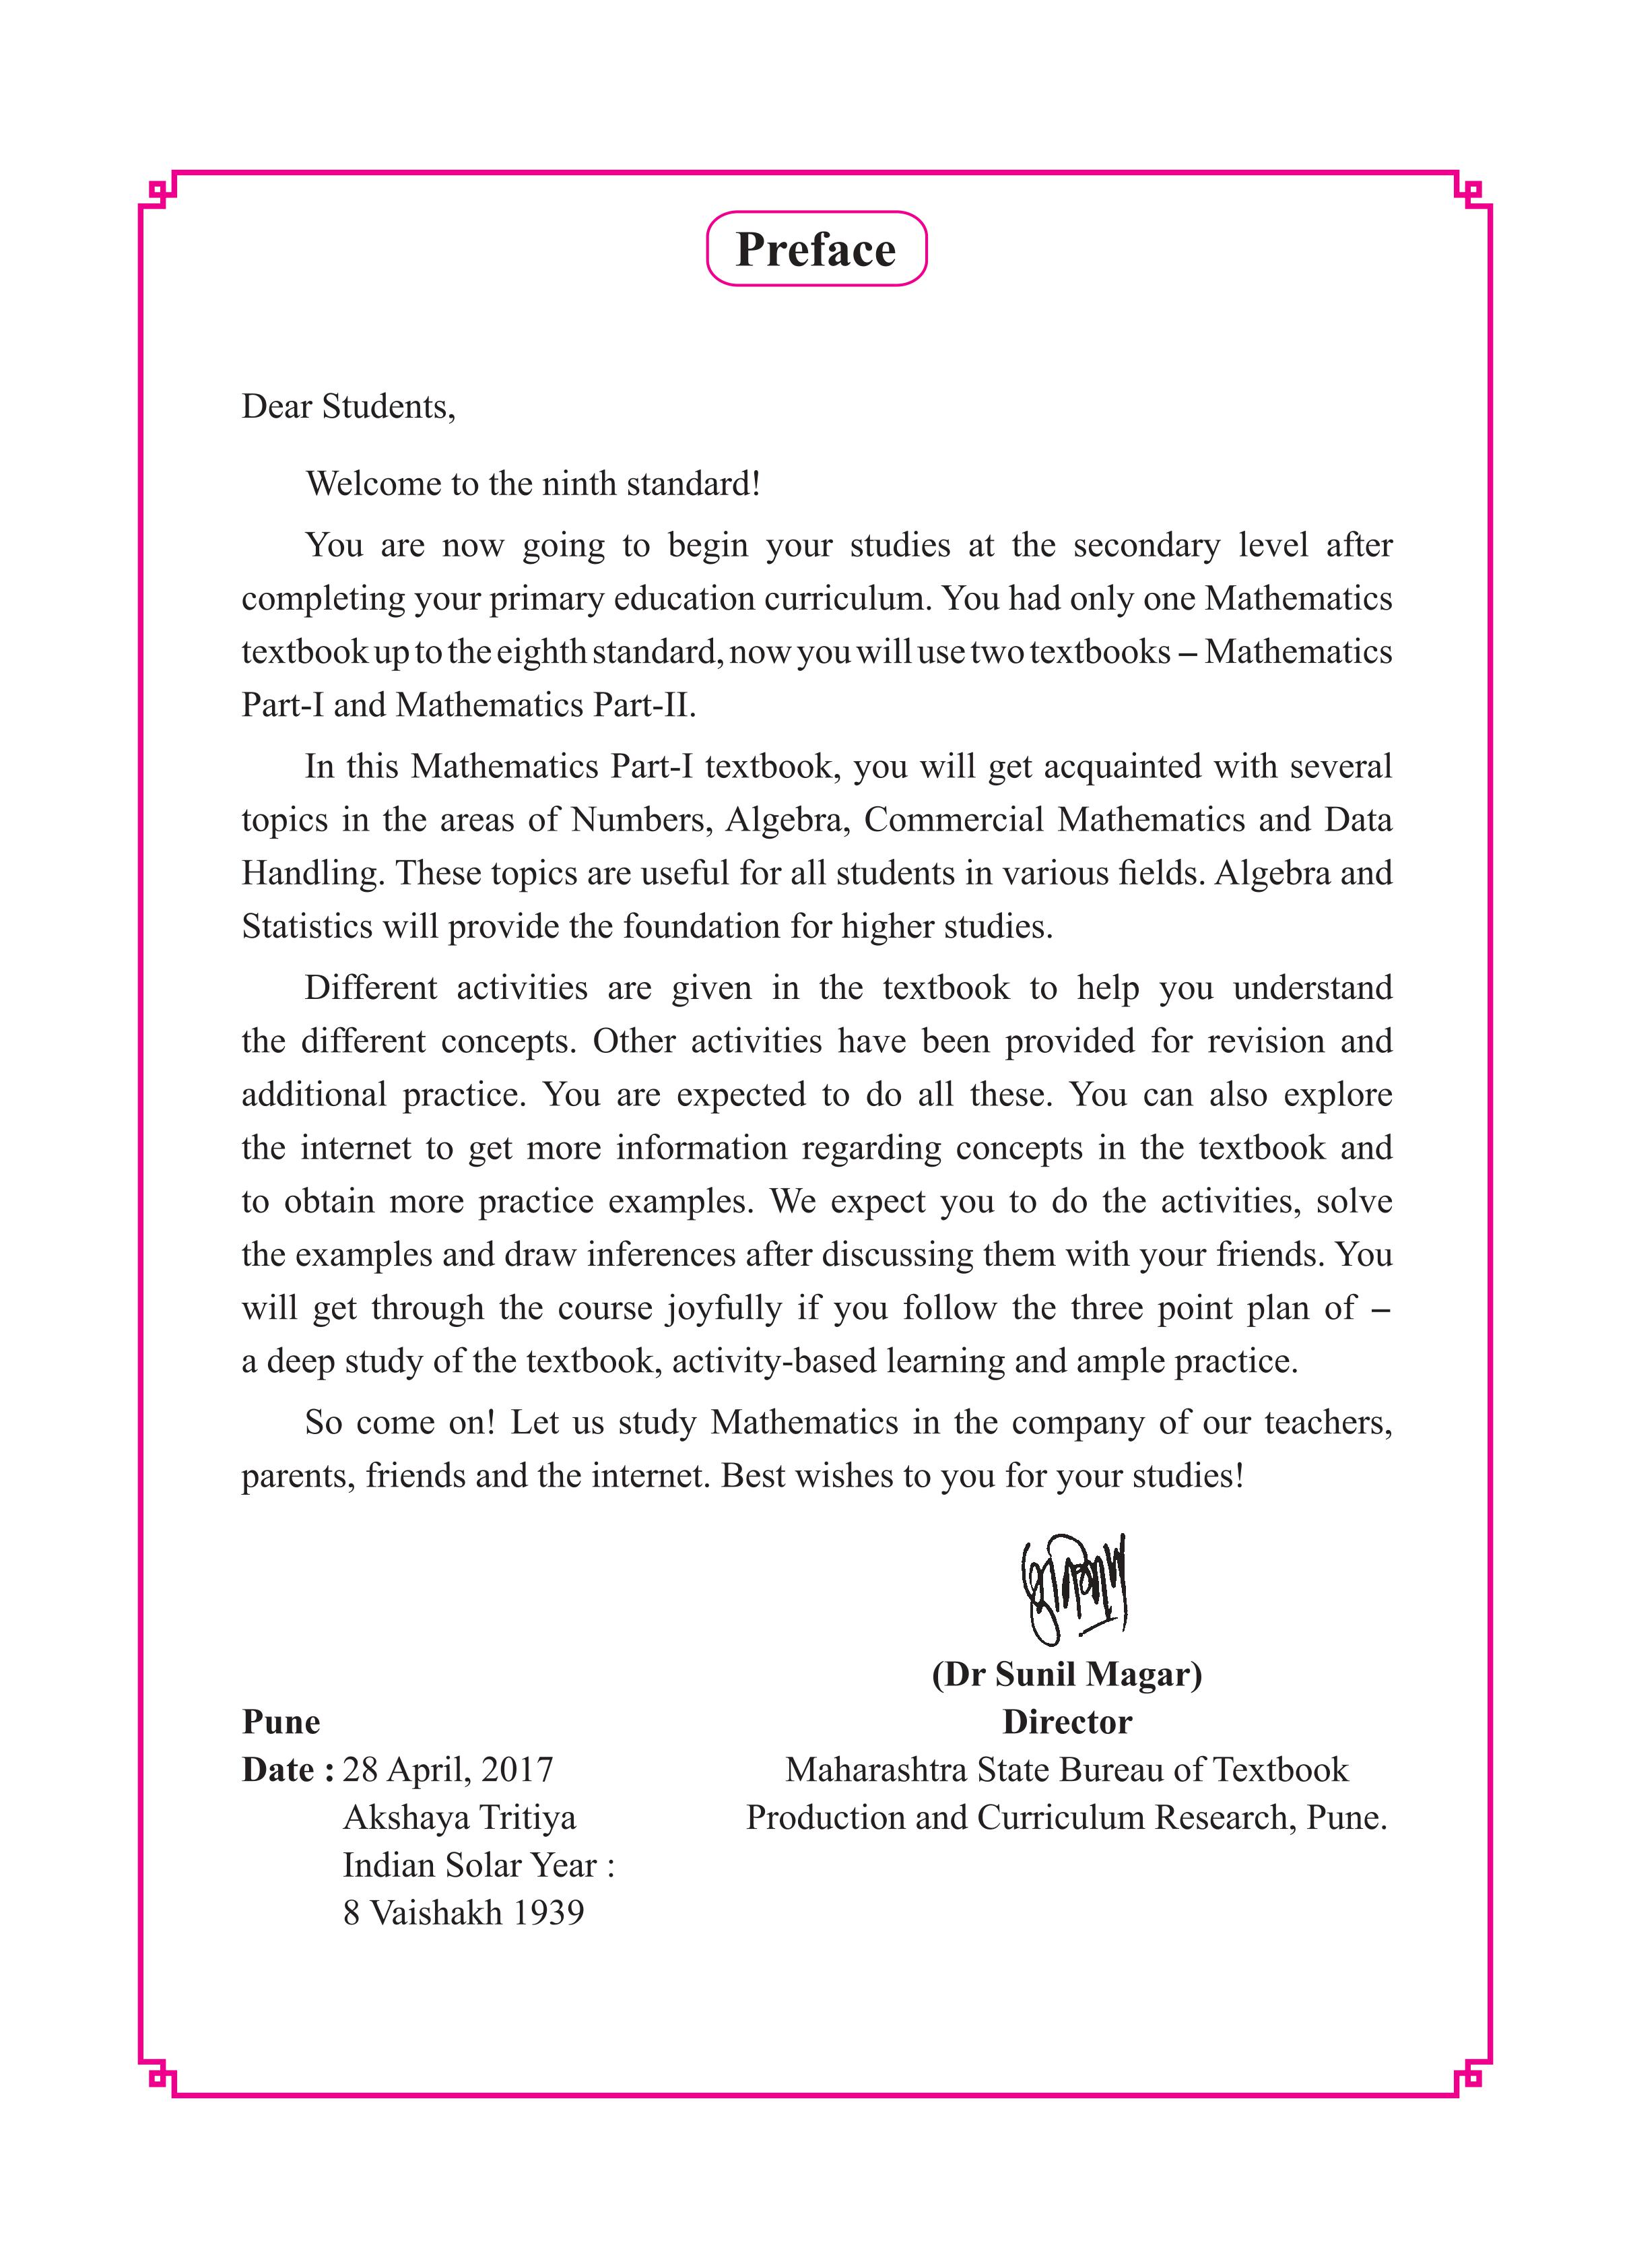 Preface
Dear Students,
Welcome to the ninth standard!
You are now going to begin your studies at the secondary level after
completing your primary education curriculum. You had only one Mathematics
textbook up to the eighth standard, now you will use two textbooks – Mathematics
Part-I and Mathematics Part-II.
In this Mathematics Part-I textbook, you will get acquainted with several
topics in the areas of Numbers, Algebra, Commercial Mathematics and Data
Handling. These topics are useful for all students in various fields. Algebra and
Statistics will provide the foundation for higher studies.
Different activities are given in the textbook to help you understand
the different concepts. Other activities have been provided for revision and
additional practice. You are expected to do all these. You can also explore
the internet to get more information regarding concepts in the textbook and
to obtain more practice examples. We expect you to do the activities, solve
the examples and draw inferences after discussing them with your friends. You
will get through the course joyfully if you follow the three point plan of –
a deep study of the textbook, activity-based learning and ample practice.
So come on! Let us study Mathematics in the company of our teachers,
parents, friends and the internet. Best wishes to you for your studies!
(Dr Sunil Magar)
Director
Maharashtra State Bureau of Textbook
Production and Curriculum Research, Pune.
Pune
Date : 28 April, 2017
Akshaya Tritiya
Indian Solar Year :
8 Vaishakh 1939